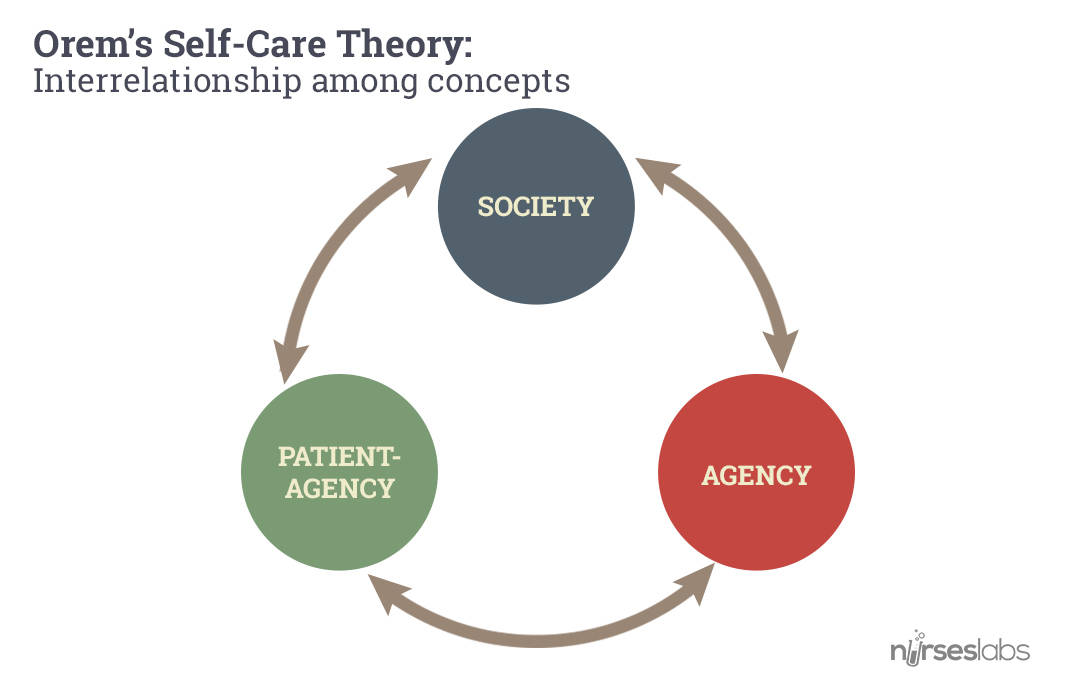 Orem’s Self-Care Theory:
Interrelationship among concepts
SOCIETY
PATIENT-
AGENCY
AGENCY
nurseslabs